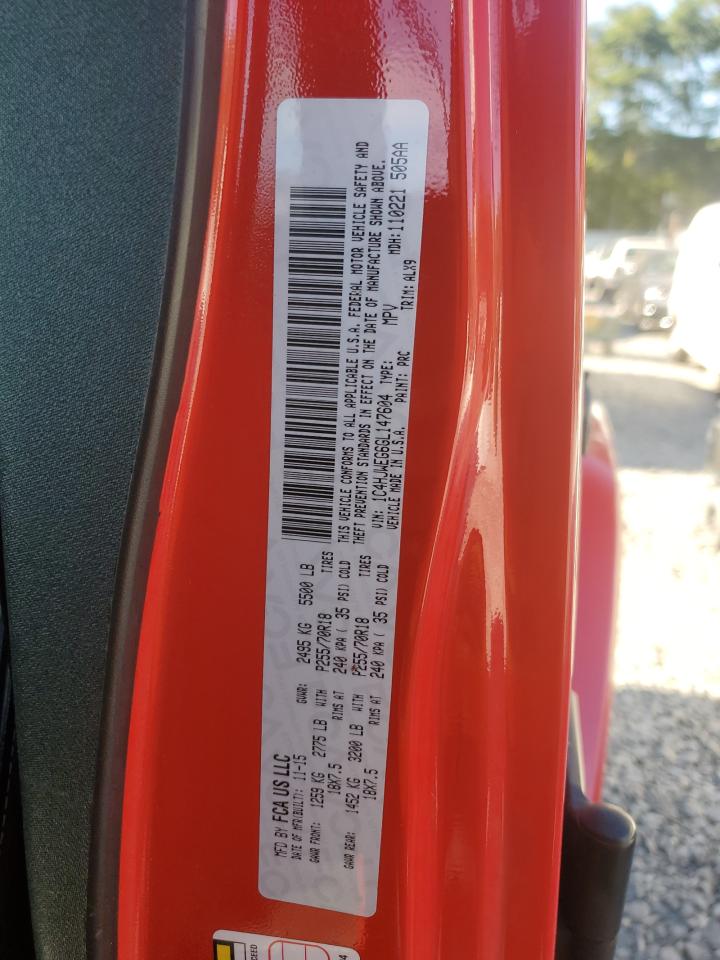 MFD BY FCA US LLC
DATE OF MFR(BUILT): 11-15 GVWR: 2495 KG 5500 LB
GAWR FRONT: 1259 KG 2775 LB WITH P255/70R18 TIRES
18X7.5 RIMS AT 240 KPA ( 35 PSI) COLD
GAWR REAR: 1452 KG 3200 LB WITH P255/70R18 TIRES
18X7.5 RIMS AT 240 KPA ( 35 PSI) COLD
THIS VEHICLE CONFORMS TO ALL APPLICABLE U.S.A. FEDERAL MOTOR VEHICLE SAFETY AND
THEFT PREVENTION STANDARDS IN EFFECT ON THE DATE OF MANUFACTURE SHOWN ABOVE.
VIN: 1C4HJWEG6GL147604 TYPE: MPV MDH:110221 505AA
VEHICLE MADE IN U.S.A. PAINT: PRC TRIM: ALX9